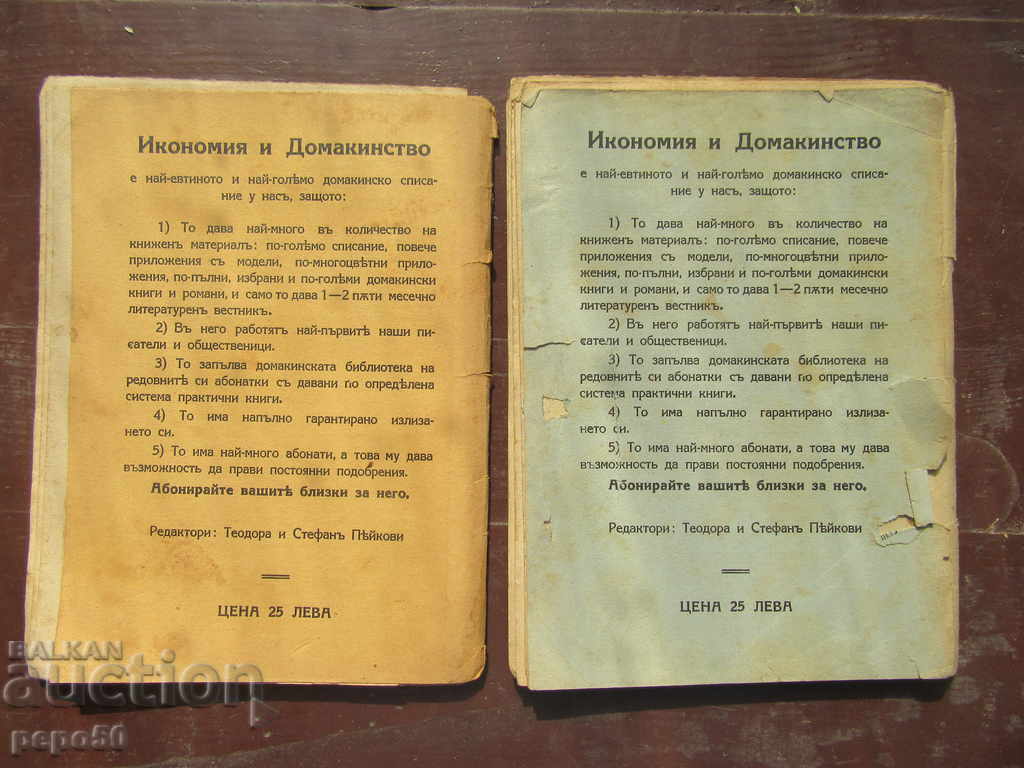 Икономия и Домакинство
е най-евтиното и най-голѣмо домакинско списа-
ние у насъ, защото:
1) То дава най-много въ количество на
книженъ материалъ: по-голѣмо списание, повече
приложения съ модели, по-многоцвѣтни прило-
жения, по-пълни, избрани и по-голѣми домакински
книги и романи, и само то дава 1—2 пѫти месечно
литературенъ вестникъ.
2) Въ него работятъ най-първитѣ наши пи-
сатели и общественици.
3) То запълва домакинската библиотека на
редовнитѣ си абонатки съ давани по опредѣлена
система практични книги.
4) То има напълно гарантирано излиза-
нето си.
5) То има най-много абонати, а това му дава
възможность да прави постоянни подобрения.
Абонирайте вашитѣ близки за него.
Редактори: Теодора и Стефанъ Пѣйкови
ЦЕНА 25 ЛЕВА
Икономия и Домакинство
е най-евтиното и най-голѣмо домакинско списа-
ние у насъ, защото:
1) То дава най-много въ количество на
книженъ материалъ: по-голѣмо списание, повече
приложения съ модели, по-многоцвѣтни прило-
жения, по-пълни, избрани и по-голѣми домакински
книги и романи, и само то дава 1—2 пѫти месечно
литературенъ вестникъ.
2) Въ него работятъ най-първитѣ наши пи-
сатели и общественици.
3) То запълва домакинската библиотека на
редовнитѣ си абонатки съ давани по опредѣлена
система практични книги.
4) То има напълно гарантирано излиза-
нето си.
5) То има най-много абонати, а това му дава
възможность да прави постоянни подобрения.
Абонирайте вашитѣ близки за него.
Редактори: Теодора и Стефанъ Пѣйкови
ЦЕНА 25 ЛЕВА
BALKAN
auction
pepo50